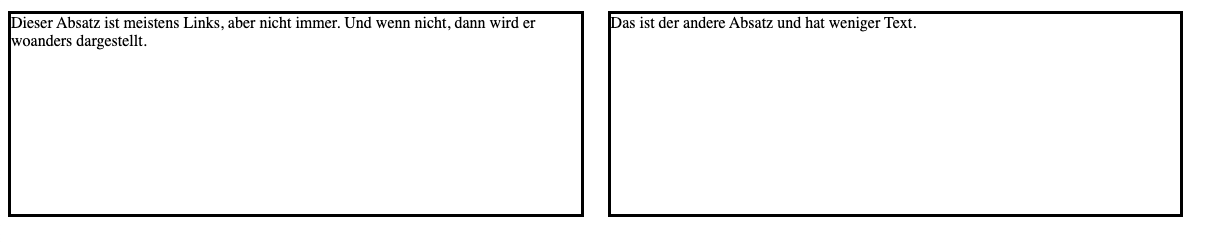 Dieser Absatz ist meistens Links, aber nicht immer. Und wenn nicht, dann wird er
woanders dargestellt.
Das ist der andere Absatz und hat weniger Text.